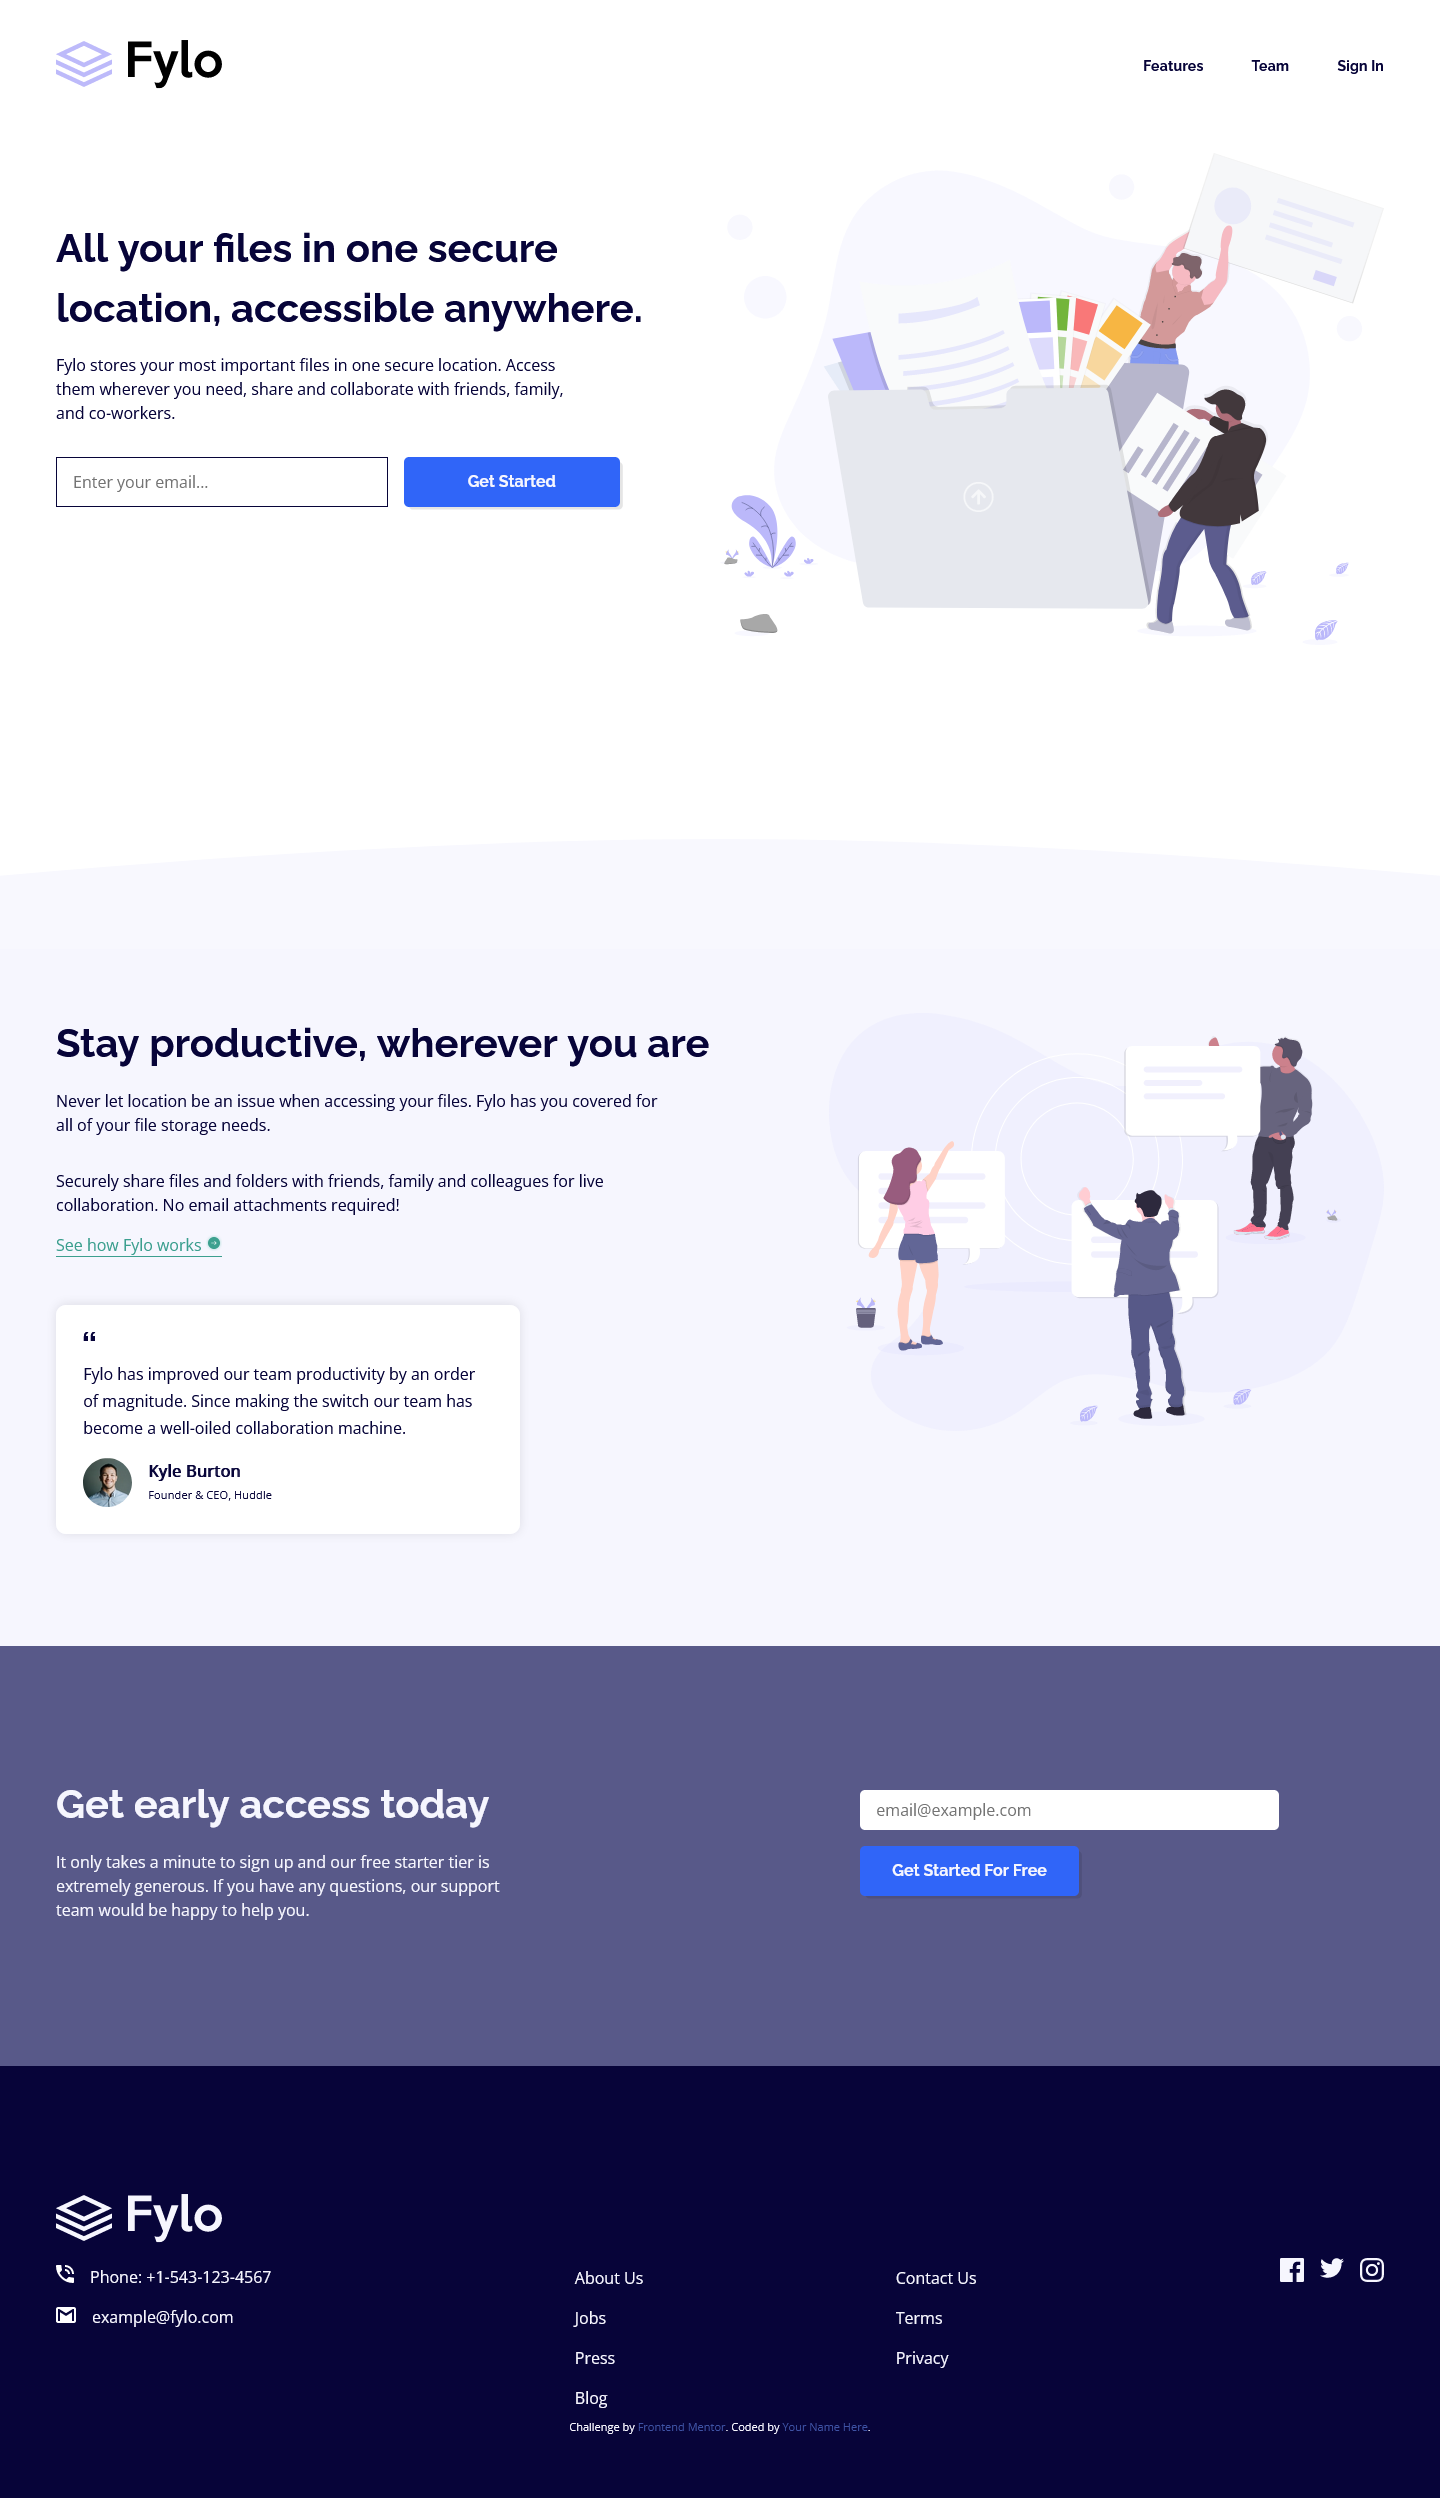 Fylo
Features
Team
Sign In
All your files in one secure
location, accessible anywhere.
Fylo stores your most important files in one secure location. Access
them wherever you need, share and collaborate with friends, family,
and co-workers.
Enter your email...
Get Started
Stay productive, wherever you are
Never let location be an issue when accessing your files. Fylo has you covered for
all of your file storage needs.
Securely share files and folders with friends, family and colleagues for live
collaboration. No email attachments required!
See how Fylo works
“
Fylo has improved our team productivity by an order
of magnitude. Since making the switch our team has
become a well-oiled collaboration machine.
Kyle Burton
Founder & CEO, Huddle
Get early access today
It only takes a minute to sign up and our free starter tier is
extremely generous. If you have any questions, our support
team would be happy to help you.
email@example.com
Get Started For Free
Fylo
Phone: +1-543-123-4567
example@fylo.com
About Us
Jobs
Press
Blog
Contact Us
Terms
Privacy
Challenge by Frontend Mentor. Coded by Your Name Here.